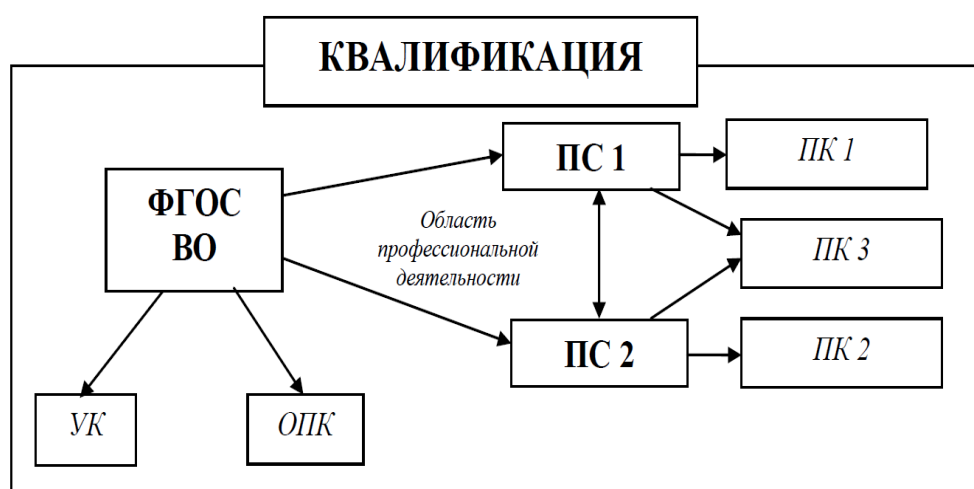 КВАЛИФИКАЦИЯ
ПС 1
ПК 1
ФГОС
ВО
Область
профессиональной
деятельности
ПК 3
ПС 2
ПК 2
УК
ОПК